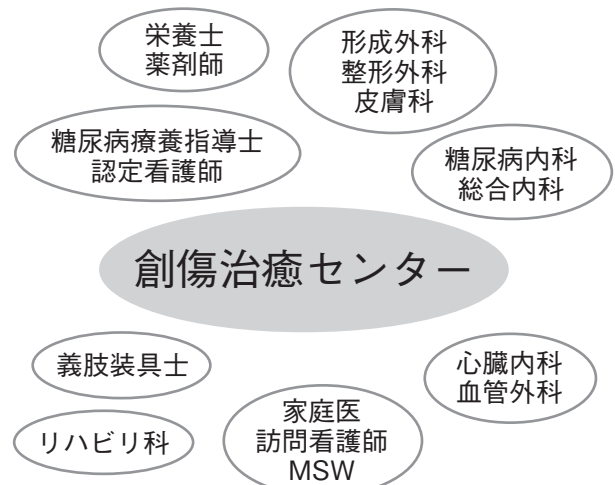 栄養士
薬剤師
形成外科
整形外科
皮膚科
糖尿病療養指導士
認定看護師
糖尿病内科
総合内科
創傷治癒センター
義肢装具士
心臓内科
血管外科
リハビリ科
家庭医
訪問看護師
MSW